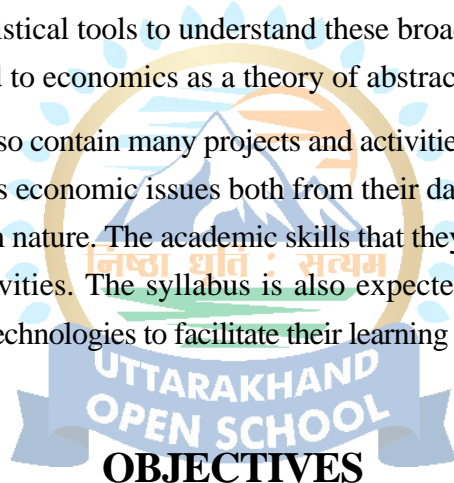 istical tools to understand these broa
d to economics as a theory of abstrac
so contain many projects and activitie
s economic issues both from their da
n nature. The academic skills that they
निष्ठा धृति : सत्यम
vities. The syllabus is also expecte
echnologies to facilitate their learning
UTTARAKHAND
OPEN SCHOOL
OBJECTIVES